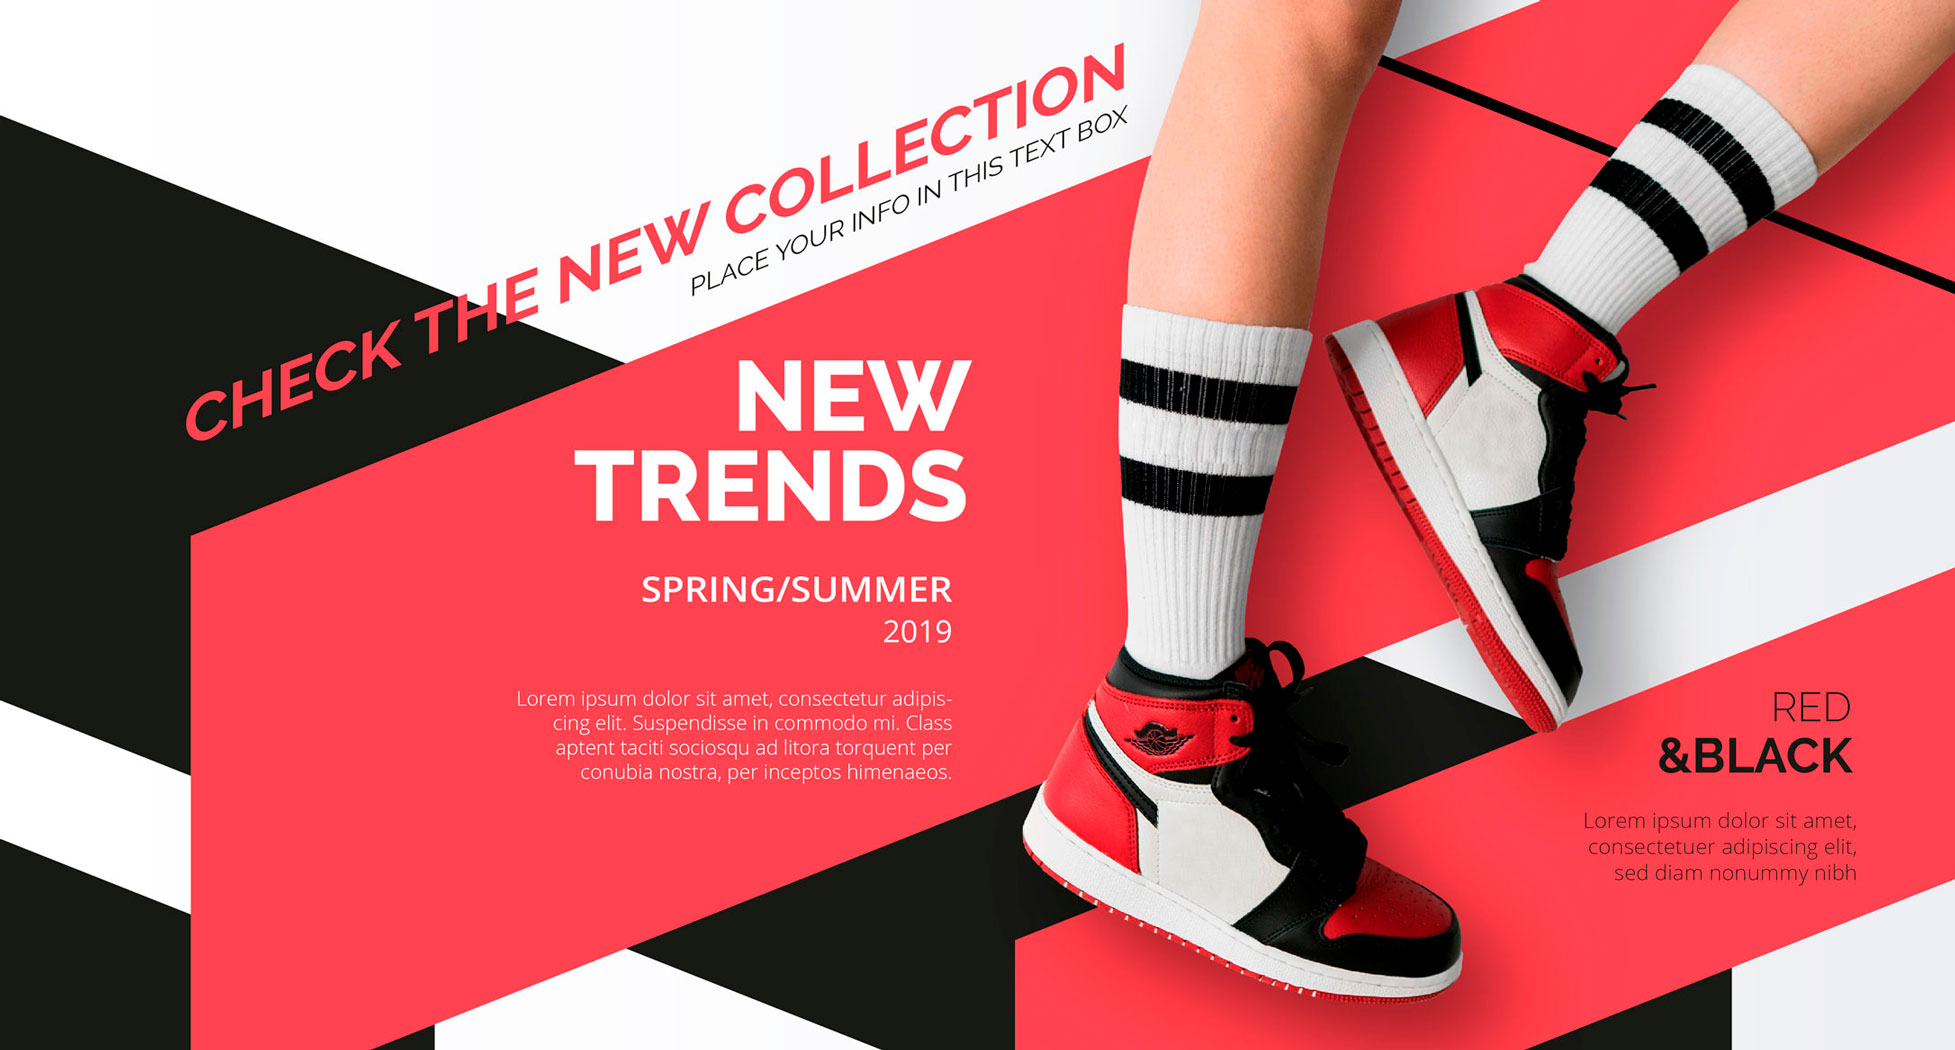 CHECK THE NEW COLLECTION
PLACE YOUR INFO IN THIS TEXT BOX
NEW
TRENDS
SPRING/SUMMER
2019
Lorem ipsum dolor sit amet, consectetur adipis-
cing elit. Suspendisse in commodo mi. Class
aptent taciti sociosqu ad litora torquent per
conubia nostra, per inceptos himenaeos.
RED
&BLACK
Lorem ipsum dolor sit amet,
consectetuer adipiscing elit,
sed diam nonummy nibh